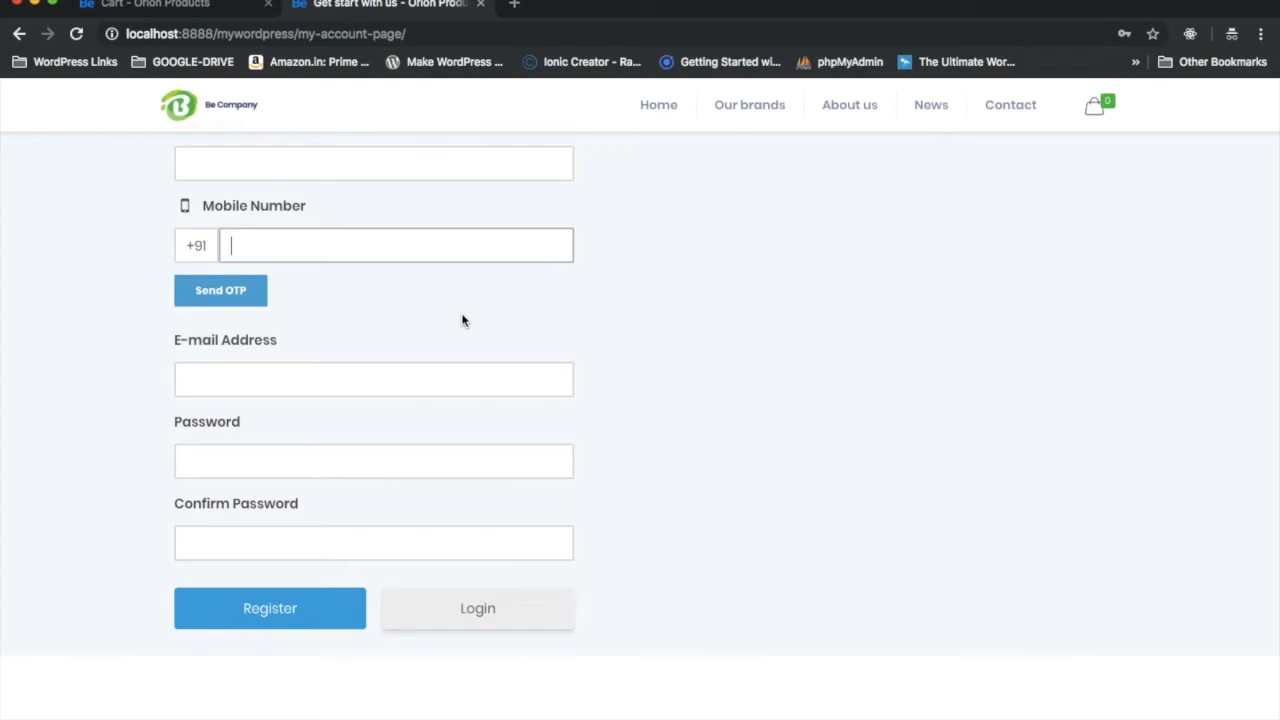 Cart - Orion Products
Get start with us - Orion Produ
localhost:8888/mywordpress/my-account-page/
WordPress Links GOOGLE-DRIVE Amazon.in: Prime ... Make WordPress ... Ionic Creator - Ra... Getting Started wi... phpMyAdmin The Ultimate Wor... » Other Bookmarks
Be Company Home Our brands About us News Contact 0
Mobile Number
+91
Send OTP
E-mail Address
Password
Confirm Password
Register Login